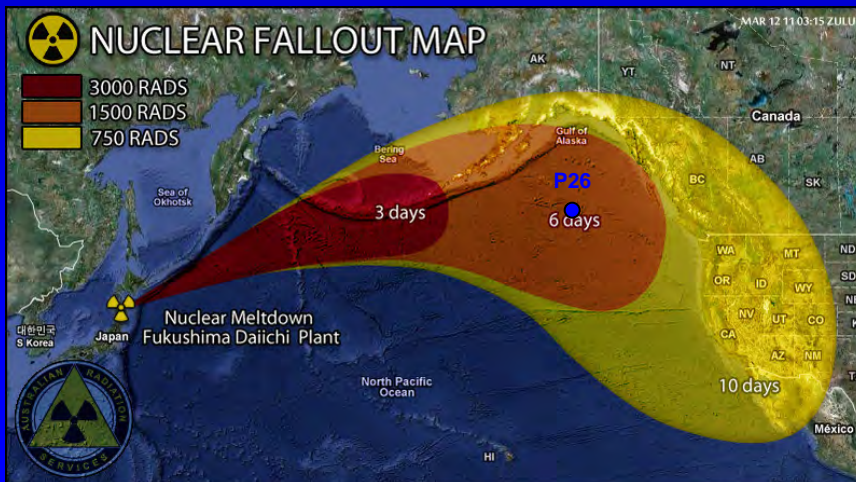 MAR 12 11 03:15 ZULU
NUCLEAR FALLOUT MAP
3000 RADS
1500 RADS
750 RADS
AK
YT
NT
Canada
Gulf of
Alaska
Bering
Sea
AB
SK
BC
P26
Sea of
Okhotsk
3 days
6 days
WA
MT
ND
OR
ID
WY
SD
NV
UT
CO
CA
AZ
NM
Nuclear Meltdown
Fukushima Daiichi Plant
대한민국
S Korea
Japan
North Pacific
Ocean
10 days
México
HI
AUSTRALIAN RADIATION
SERVICES